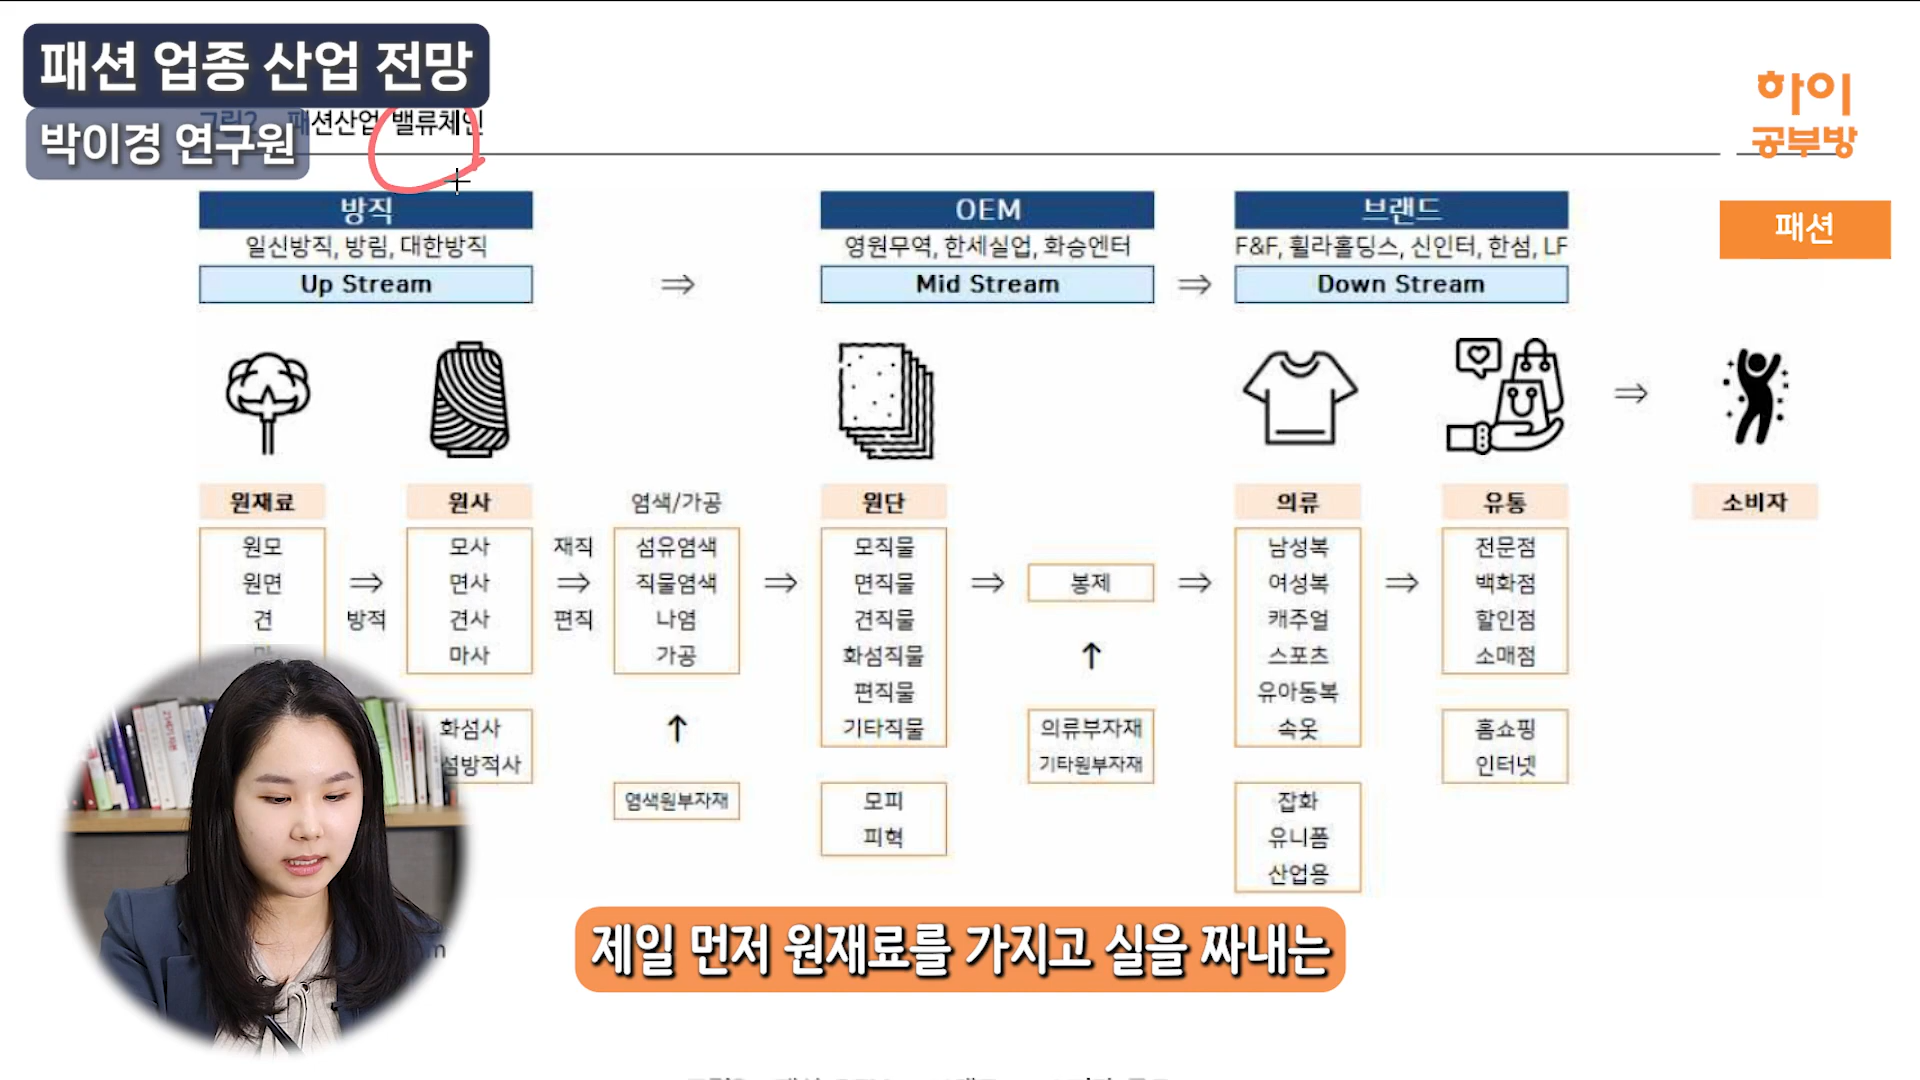 패션 업종 산업 전망
박이경 연구원
패션산업 밸류체인
하이
공부방
패션
방직
OEM
브랜드
일신방직, 방림, 대한방직
영원무역, 한세실업, 화승엔터
F&F, 휠라홀딩스, 신인터, 한섬, LF
Up Stream
⇒
Mid Stream
⇒
Down Stream
⇒
원재료
원사
염색/가공
원단
의류
유통
소비자
원모
원면
견
⇒
방적
모사
면사
견사
마사
화섬사
섬방적사
재직
⇒
편직
섬유염색
직물염색
나염
가공
↑
염색원부자재
⇒
모직물
면직물
견직물
화섬직물
편직물
기타직물
모피
피혁
⇒
봉제
↑
의류부자재
기타원부자재
⇒
남성복
여성복
캐주얼
스포츠
유아동복
속옷
잡화
유니폼
산업용
⇒
전문점
백화점
할인점
소매점
홈쇼핑
인터넷
제일 먼저 원재료를 가지고 실을 짜내는